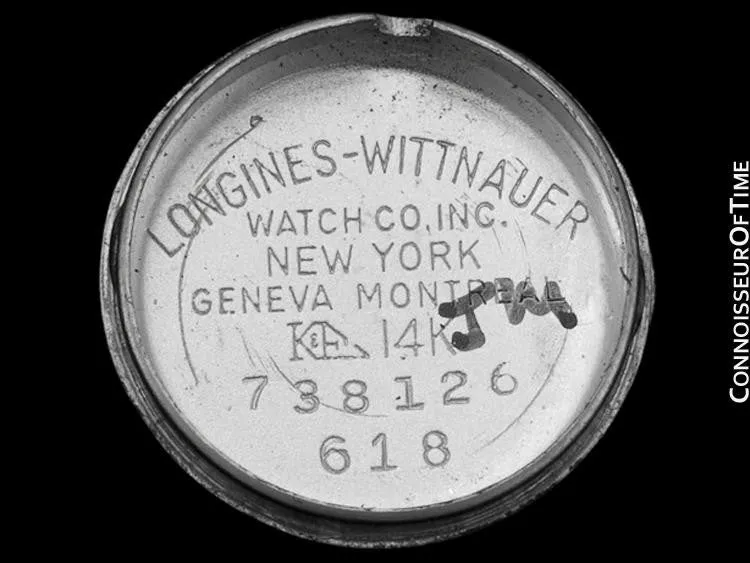 LONGINES-WITTNAUER
WATCH CO, INC.
NEW YORK
GENEVA MONTREAL
K&E 14K
JM
738126
618
CONNOISSEUROFTIME